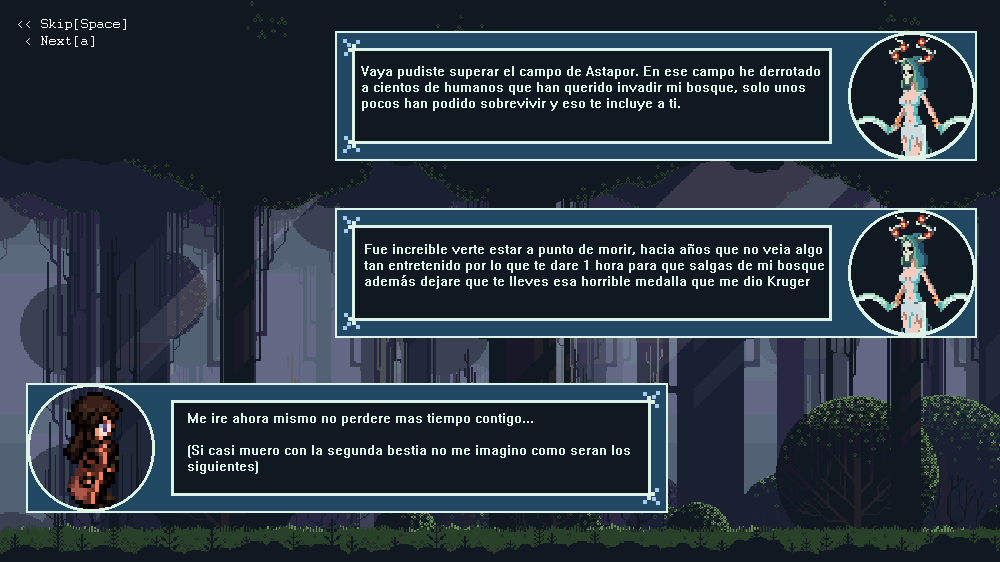 << Skip[Space]
< Next[a]
Vaya pudiste superar el campo de Astapor. En ese campo he derrotado
a cientos de humanos que han querido invadir mi bosque, solo unos
pocos han podido sobrevivir y eso te incluye a ti.
Fue increible verte estar a punto de morir, hacia años que no veia algo
tan entretenido por lo que te dare 1 hora para que salgas de mi bosque
además dejare que te lleves esa horrible medalla que me dio Kruger
Me ire ahora mismo no perdere mas tiempo contigo...
(Si casi muero con la segunda bestia no me imagino como seran los
siguientes)